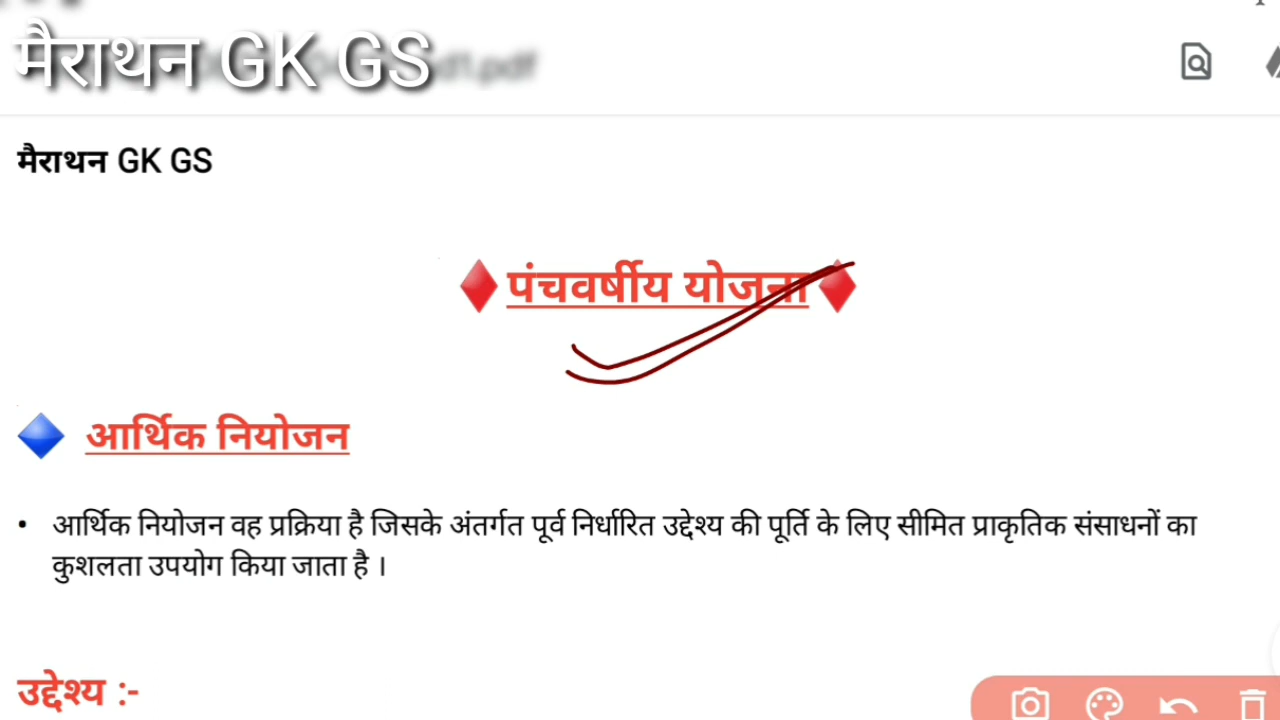 मैराथन GK GS
मैराथन GK GS
पंचवर्षीय योजना
आर्थिक नियोजन
• आर्थिक नियोजन वह प्रक्रिया है जिसके अंतर्गत पूर्व निर्धारित उद्देश्य की पूर्ति के लिए सीमित प्राकृतिक संसाधनों का
कुशलता उपयोग किया जाता है ।
उद्देश्य :-